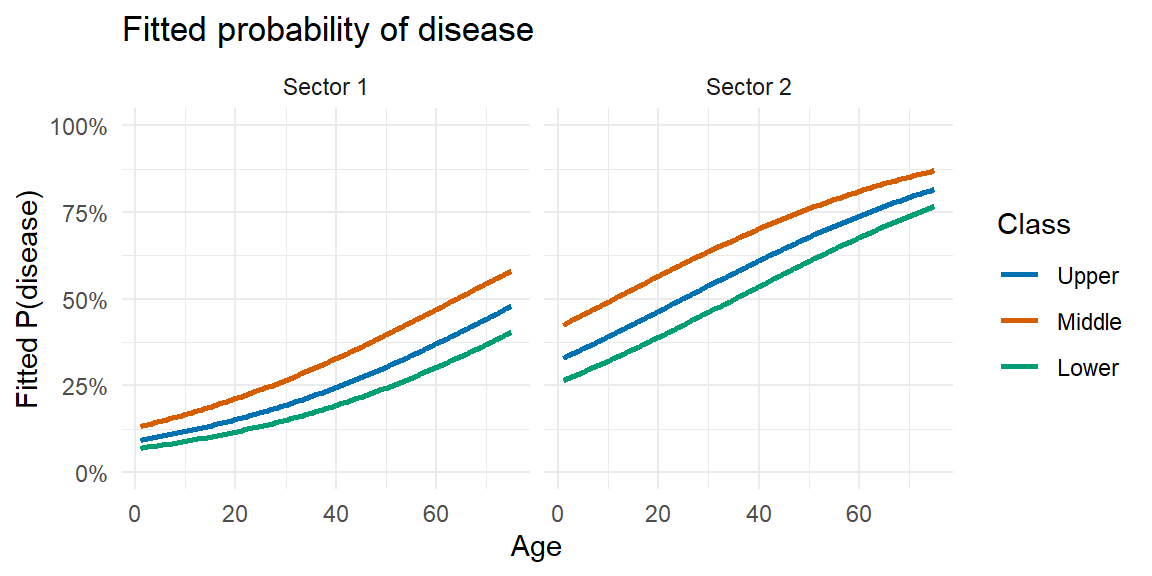 Fitted probability of disease
Sector 1
Sector 2
Fitted P(disease)
100%
75%
50%
25%
0%
0
20
40
60
0
20
40
60
Age
Class
Upper
Middle
Lower